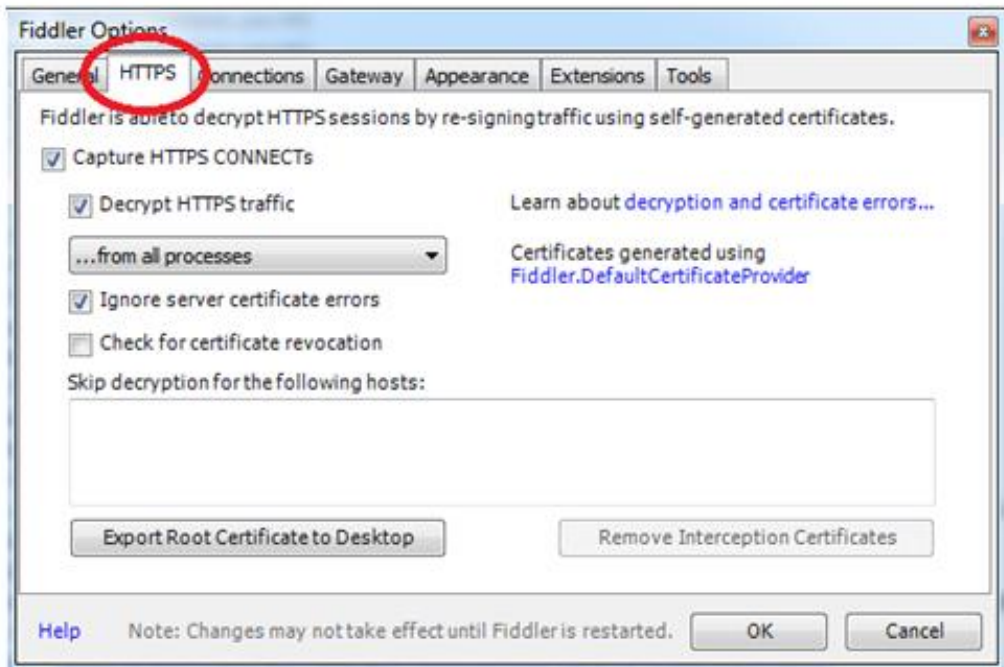 Fiddler Options
General HTTPS Connections Gateway Appearance Extensions Tools
Fiddler is able to decrypt HTTPS sessions by re-signing traffic using self-generated certificates.
Capture HTTPS CONNECTs
Decrypt HTTPS traffic
Learn about decryption and certificate errors...
...from all processes
Certificates generated using
Fiddler.DefaultCertificateProvider
Ignore server certificate errors
Check for certificate revocation
Skip decryption for the following hosts:
Export Root Certificate to Desktop
Remove Interception Certificates
Help
Note: Changes may not take effect until Fiddler is restarted.
OK
Cancel